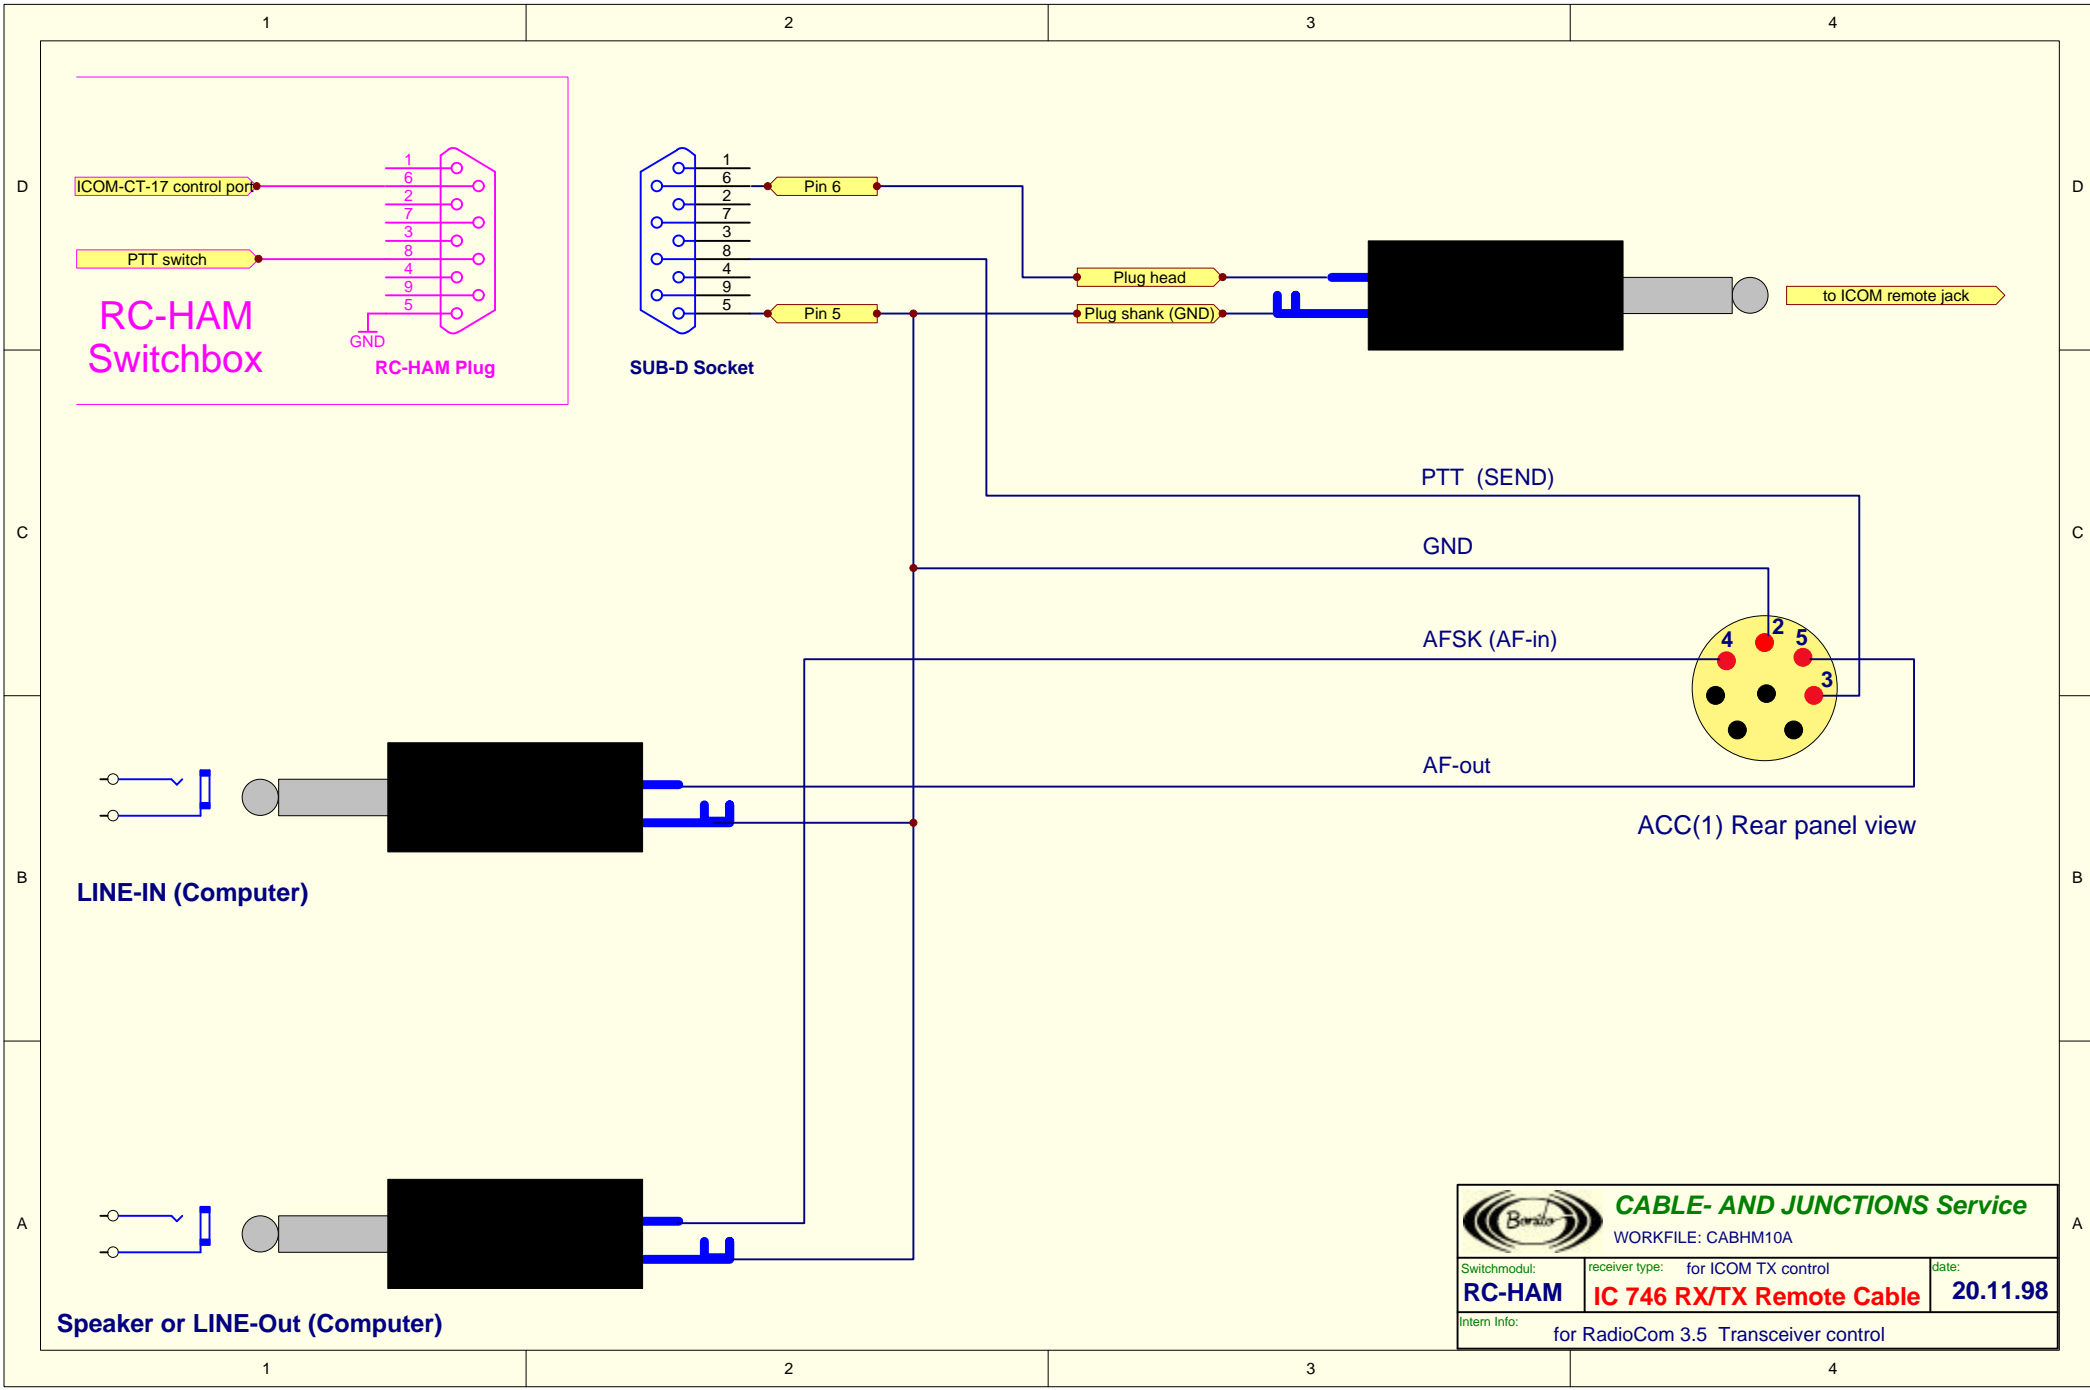 1 2 3 4
D D
ICOM-CT-17 control port
PTT switch
1
6
2
7
3
8
4
9
5
GND
RC-HAM
Switchbox
RC-HAM Plug
1
6
2
7
3
8
4
9
5
SUB-D Socket
Pin 6
Pin 5
Plug head
Plug shank (GND)
to ICOM remote jack
C C
PTT (SEND)
GND
AFSK (AF-in)
AF-out
4 2 5
3
ACC(1) Rear panel view
B B
LINE-IN (Computer)
A A
Speaker or LINE-Out (Computer)
Bonito
CABLE- AND JUNCTIONS Service
WORKFILE: CABHM10A
Switchmodul:
RC-HAM
receiver type: for ICOM TX control
IC 746 RX/TX Remote Cable
date:
20.11.98
Intern Info:
for RadioCom 3.5 Transceiver control
1 2 3 4